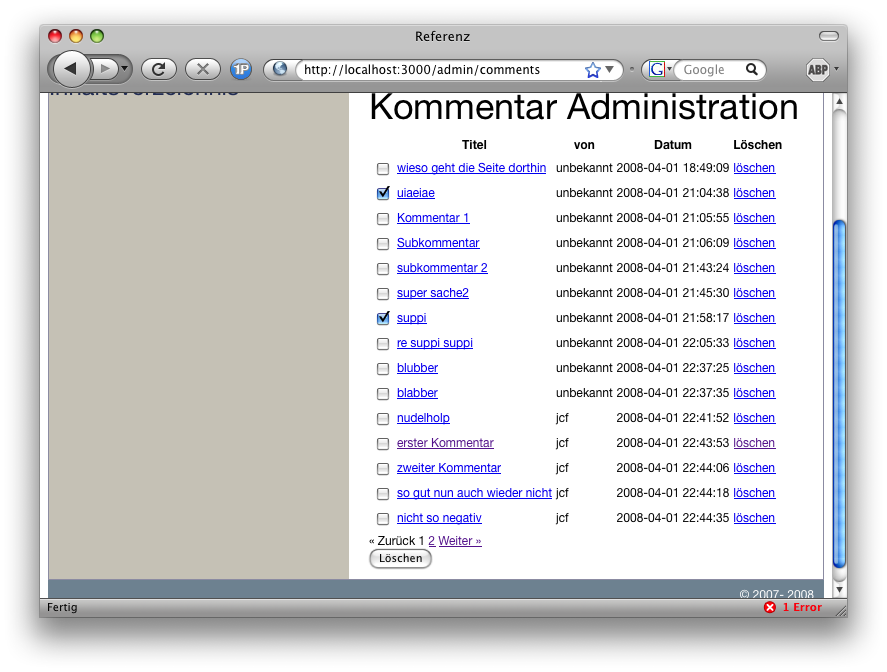 Referenz
1P http://localhost:3000/admin/comments G Google ABP
Inhaltsverzeichnis
Kommentar Administration
Titel von Datum Löschen
wieso geht die Seite dorthin unbekannt 2008-04-01 18:49:09 löschen
uiaeiae unbekannt 2008-04-01 21:04:38 löschen
Kommentar 1 unbekannt 2008-04-01 21:05:55 löschen
Subkommentar unbekannt 2008-04-01 21:06:09 löschen
subkommentar 2 unbekannt 2008-04-01 21:43:24 löschen
super sache2 unbekannt 2008-04-01 21:45:30 löschen
suppi unbekannt 2008-04-01 21:58:17 löschen
re suppi suppi unbekannt 2008-04-01 22:05:33 löschen
blubber unbekannt 2008-04-01 22:37:25 löschen
blabber unbekannt 2008-04-01 22:37:35 löschen
nudelholp jcf 2008-04-01 22:41:52 löschen
erster Kommentar jcf 2008-04-01 22:43:53 löschen
zweiter Kommentar jcf 2008-04-01 22:44:06 löschen
so gut nun auch wieder nicht jcf 2008-04-01 22:44:18 löschen
nicht so negativ jcf 2008-04-01 22:44:35 löschen
« Zurück 1 2 Weiter »
Löschen
© 2007- 2008
Fertig 1 Error